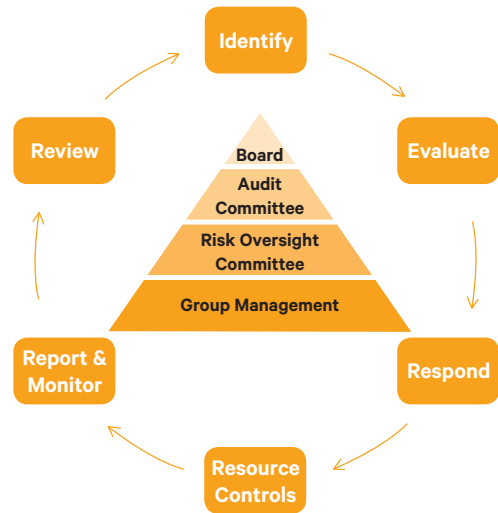 Identify
Evaluate
Respond
Resource
Controls
Report &
Monitor
Review
Board
Audit
Committee
Risk Oversight
Committee
Group Management